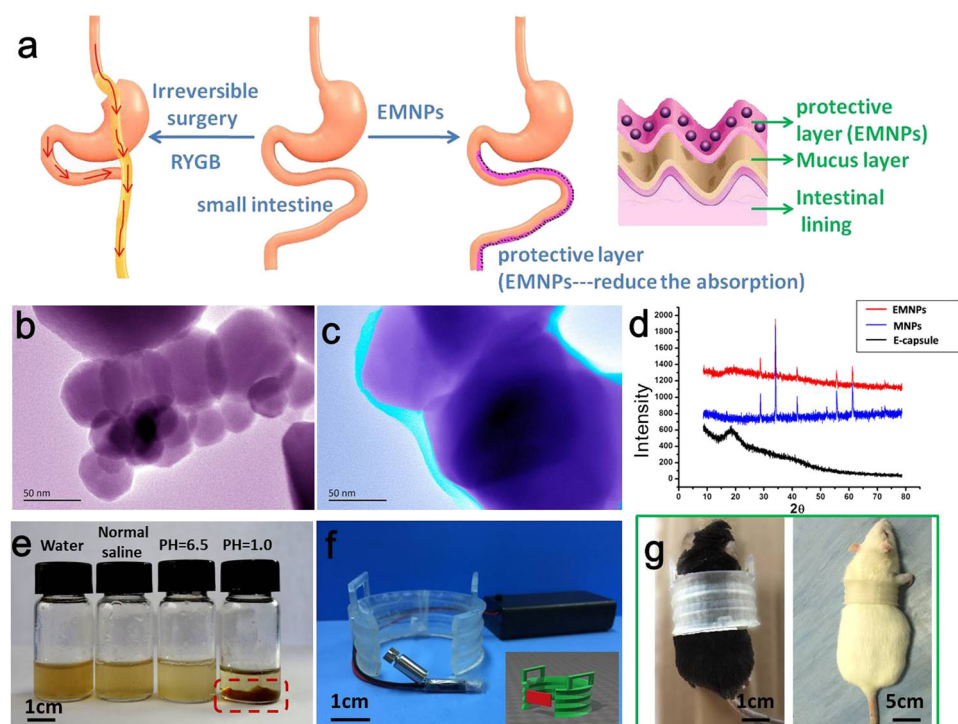 a
Irreversible
surgery
RYGB
EMNPs
small intestine
protective layer
(EMNPs---reduce the absorption)
protective
layer (EMNPs)
Mucus layer
Intestinal
lining
b
50 nm
c
50 nm
d
EMNPs
MNPs
E-capsule
Intensity
2000
1800
1600
1400
1200
1000
800
600
400
200
0
0 10 20 30 40 50 60 70 80
2θ
e
Water
Normal
saline
PH=6.5
PH=1.0
1cm
f
1cm
g
1cm
5cm